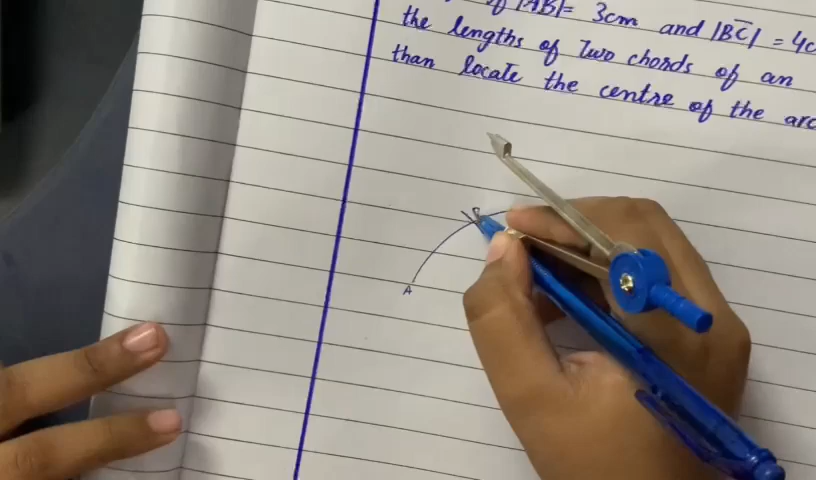 of |AB|= 3cm and |BC| = 4c
the lengths of Two chords of an
than locate the centre of the arc
B
A